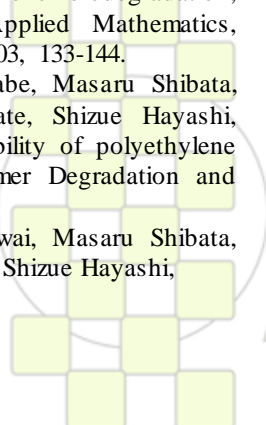 Applied Mathematics,
03, 133-144.
abe, Masaru Shibata,
ate, Shizue Hayashi,
bility of polyethylene
mer Degradation and
wai, Masaru Shibata,
Shizue Hayashi,